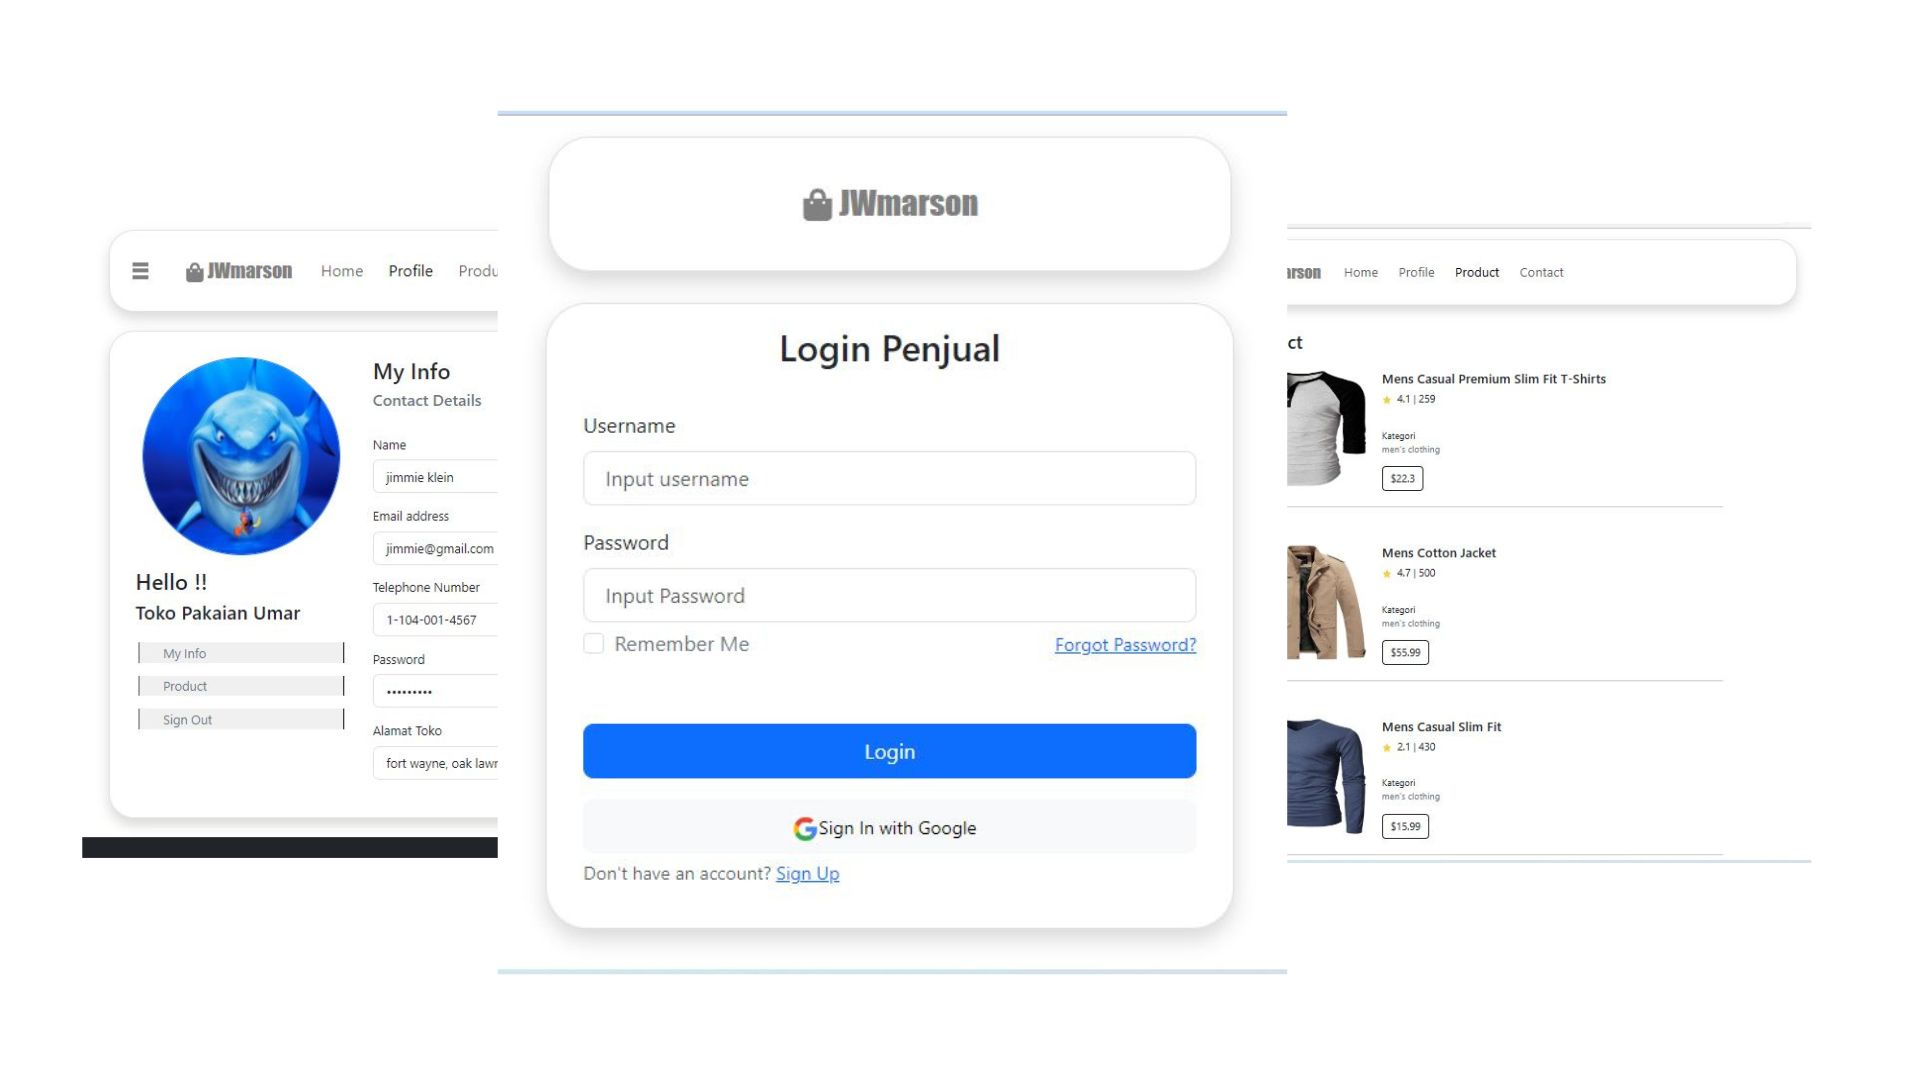 JWmarson
Home Profile Produ
My Info
Contact Details
Name
jimmie klein
Email address
jimmie@gmail.com
Telephone Number
1-104-001-4567
Password
•••••••••
Alamat Toko
fort wayne, oak lawr
Hello !!
Toko Pakaian Umar
My Info
Product
Sign Out
JWmarson
Login Penjual
Username
Input username
Password
Input Password
Remember Me Forgot Password?
Login
Sign In with Google
Don't have an account? Sign Up
arson Home Profile Product Contact
ct
Mens Casual Premium Slim Fit T-Shirts
4.1 | 259
Kategori
men's clothing
$22.3
Mens Cotton Jacket
4.7 | 500
Kategori
men's clothing
$55.99
Mens Casual Slim Fit
2.1 | 430
Kategori
men's clothing
$15.99